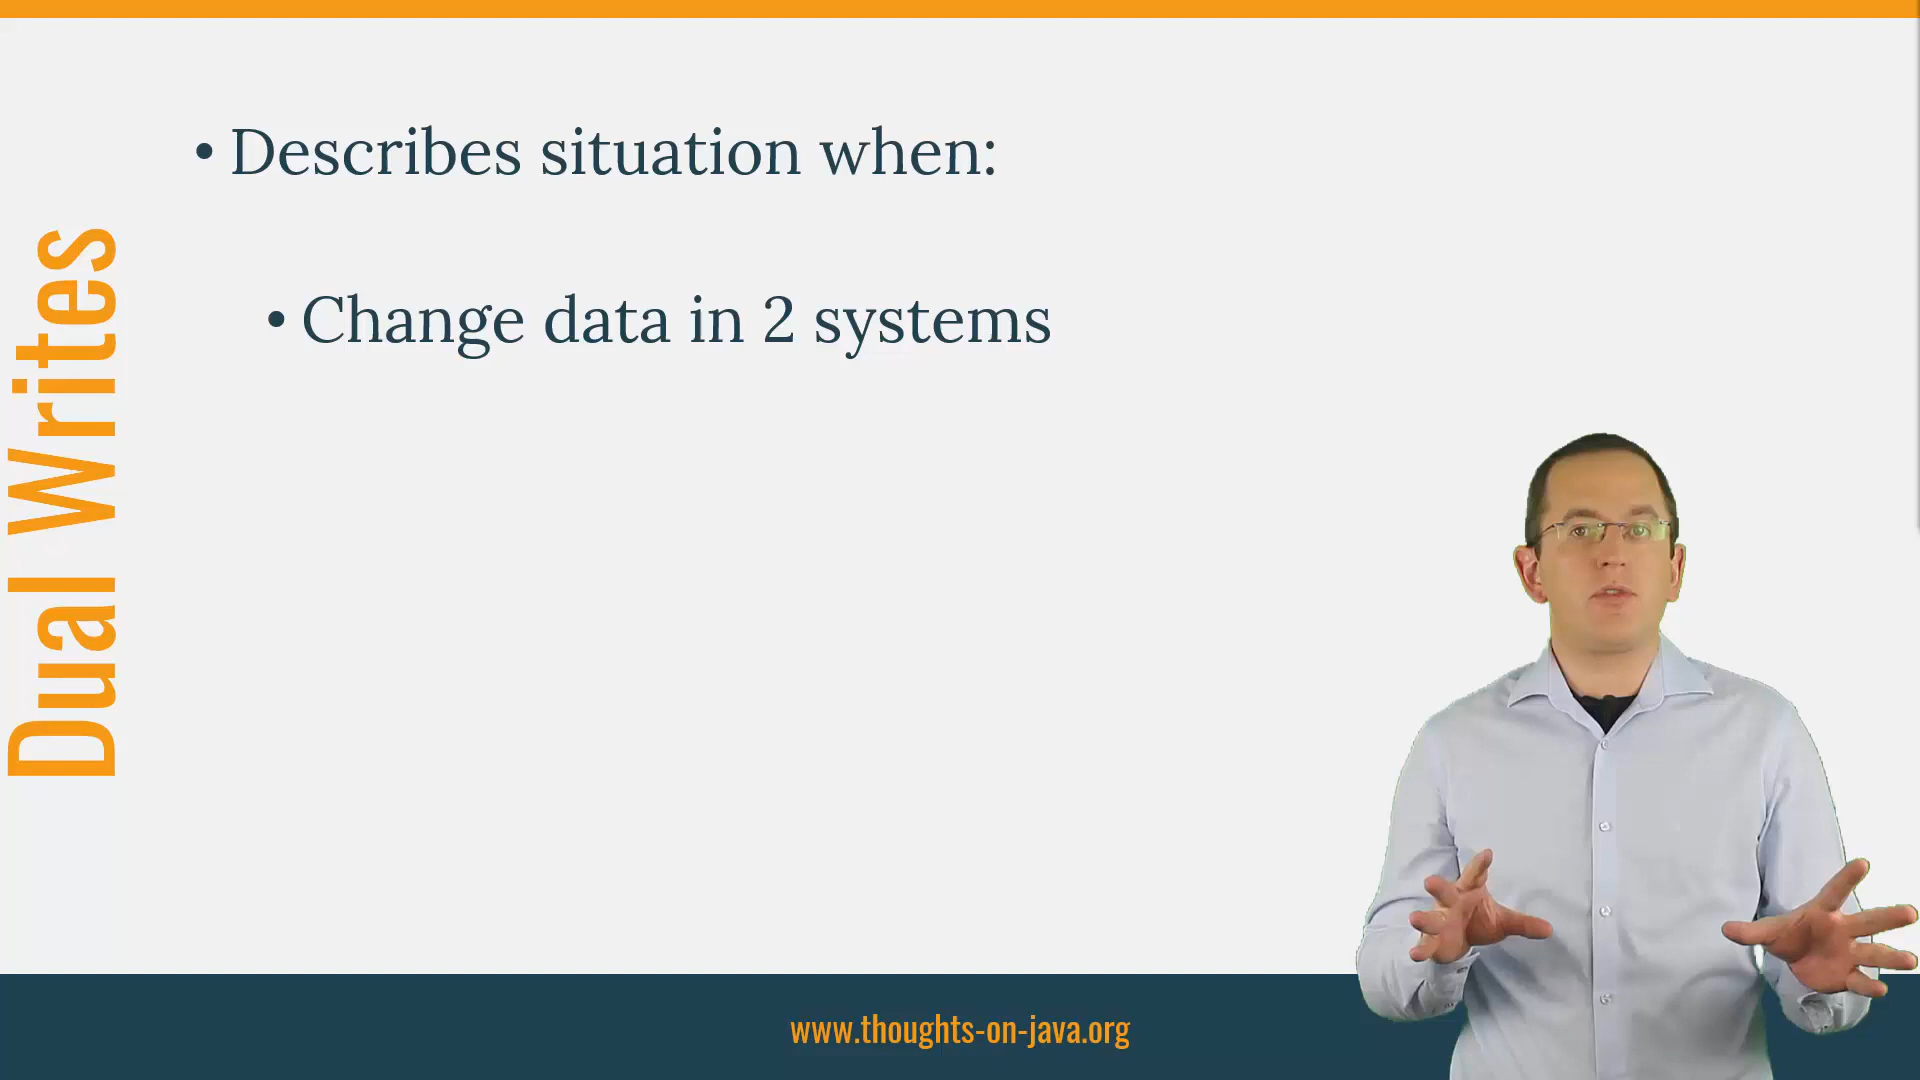 Dual Writes
• Describes situation when:
• Change data in 2 systems
www.thoughts-on-java.org